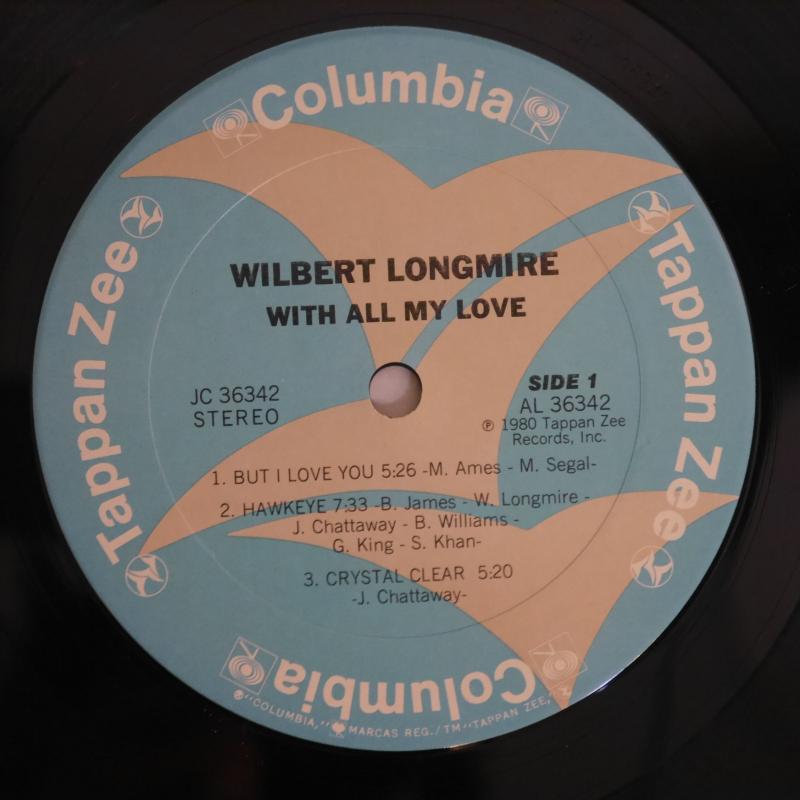 Columbia
Tappan Zee
Tappan Zee
WILBERT LONGMIRE
WITH ALL MY LOVE
JC 36342
STEREO
SIDE 1
AL 36342
℗ 1980 Tappan Zee
Records, Inc.
1. BUT I LOVE YOU 5:26 -M. Ames - M. Segal-
2. HAWKEYE 7:33 -B. James - W. Longmire -
J. Chattaway - B. Williams -
G. King - S. Khan-
3. CRYSTAL CLEAR 5:20
-J. Chattaway-
Columbia
"COLUMBIA," MARCAS REG./TM "TAPPAN ZEE,"